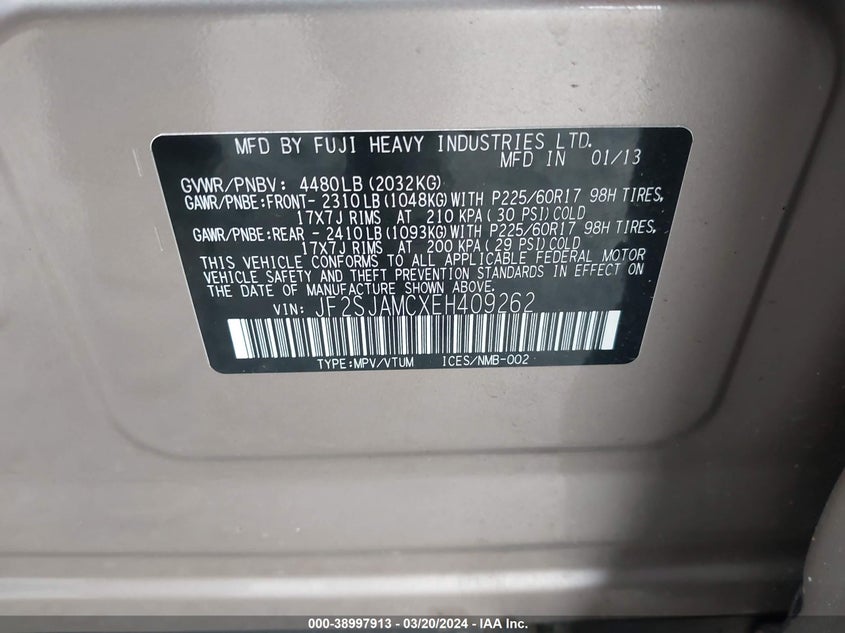 MFD BY FUJI HEAVY INDUSTRIES LTD.
MFD IN 01/13
GVWR/PNBV: 4480LB(2032KG)
GAWR/PNBE:FRONT- 2310LB(1048KG)WITH P225/60R17 98H TIRES,
17X7J RIMS AT 210 KPA( 30 PSI)COLD
GAWR/PNBE:REAR - 2410LB(1093KG)WITH P225/60R17 98H TIRES,
17X7J RIMS AT 200 KPA( 29 PSI)COLD
THIS VEHICLE CONFORMS TO ALL APPLICABLE FEDERAL MOTOR
VEHICLE SAFETY AND THEFT PREVENTION STANDARDS IN EFFECT ON
THE DATE OF MANUFACTURE SHOWN ABOVE.
VIN: JF2SJAMCXEH409262
TYPE:MPV/VTUM ICES/NMB-002
000-38997913 - 03/20/2024 - IAA Inc.